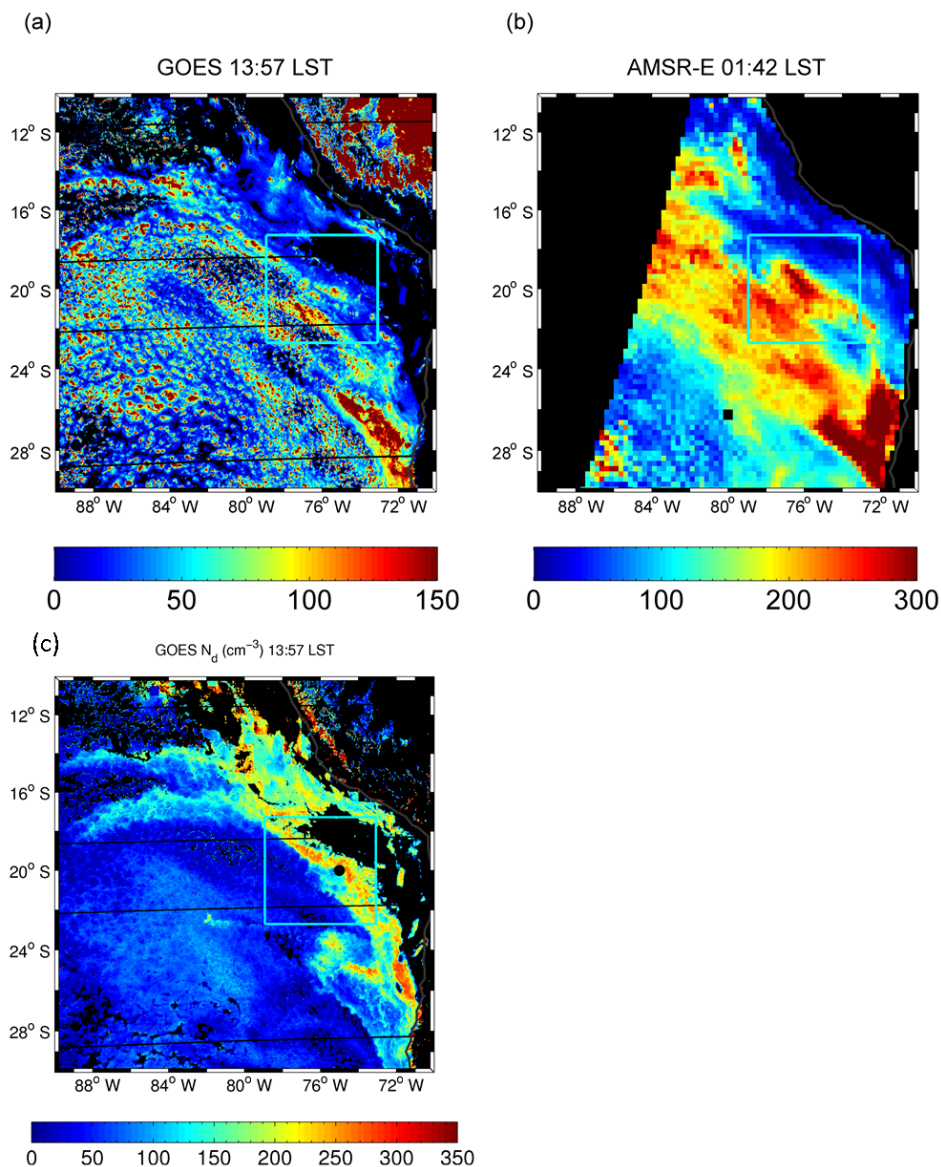 (a)
(b)
GOES 13:57 LST
AMSR-E 01:42 LST
12° S
16° S
20° S
24° S
28° S
88° W 84° W 80° W 76° W 72° W
12° S
16° S
20° S
24° S
28° S
88° W 84° W 80° W 76° W 72° W
0 50 100 150
0 100 200 300
(c)
GOES N_d (cm⁻³) 13:57 LST
12° S
16° S
20° S
24° S
28° S
88° W 84° W 80° W 76° W 72° W
0 50 100 150 200 250 300 350